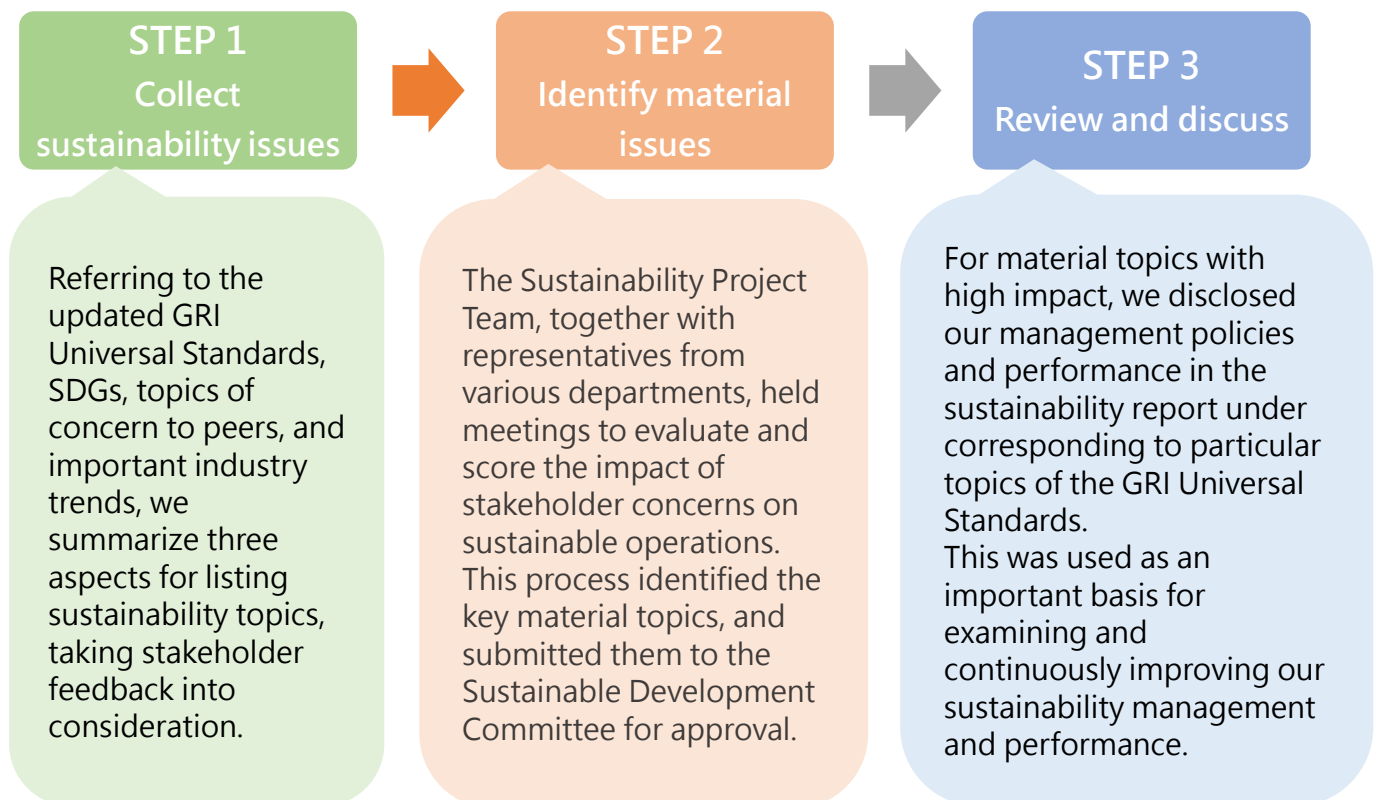 STEP 1
Collect
sustainability issues
STEP 2
Identify material
issues
STEP 3
Review and discuss
Referring to the
updated GRI
Universal Standards,
SDGs, topics of
concern to peers, and
important industry
trends, we
summarize three
aspects for listing
sustainability topics,
taking stakeholder
feedback into
consideration.
The Sustainability Project
Team, together with
representatives from
various departments, held
meetings to evaluate and
score the impact of
stakeholder concerns on
sustainable operations.
This process identified the
key material topics, and
submitted them to the
Sustainable Development
Committee for approval.
For material topics with
high impact, we disclosed
our management policies
and performance in the
sustainability report under
corresponding to particular
topics of the GRI Universal
Standards.
This was used as an
important basis for
examining and
continuously improving our
sustainability management
and performance.